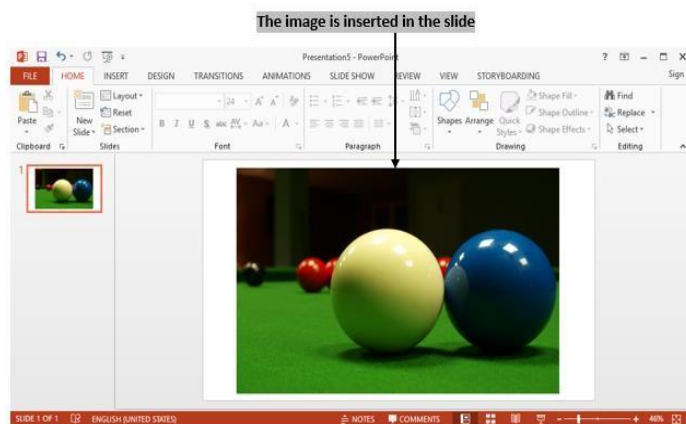 The image is inserted in the slide
Presentation5 - PowerPoint
FILE HOME INSERT DESIGN TRANSITIONS ANIMATIONS SLIDE SHOW REVIEW VIEW STORYBOARDING Sign
Paste
New Slide
Layout
Reset
Section
24
B I U S abc AV Aa A
Shapes Arrange Quick Styles
Shape Fill
Shape Outline
Shape Effects
Find
Replace
Select
Clipboard Slides Font Paragraph Drawing Editing
1
SLIDE 1 OF 1 ENGLISH (UNITED STATES) NOTES COMMENTS 46%